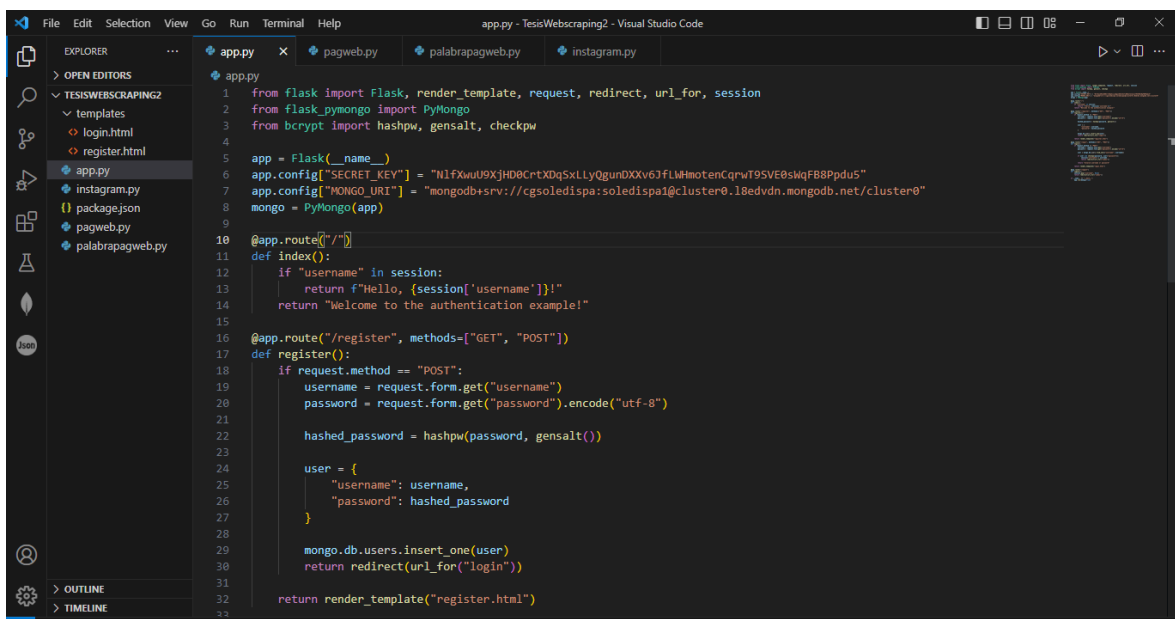 File Edit Selection View Go Run Terminal Help app.py - TesisWebscraping2 - Visual Studio Code
EXPLORER
app.py
pagweb.py
palabrapagweb.py
instagram.py
OPEN EDITORS
TESISWEBSCRAPING2
templates
login.html
register.html
app.py
instagram.py
package.json
pagweb.py
palabrapagweb.py
OUTLINE
TIMELINE
Json
app.py
1 from flask import Flask, render_template, request, redirect, url_for, session
2 from flask_pymongo import PyMongo
3 from bcrypt import hashpw, gensalt, checkpw
4
5 app = Flask(__name__)
6 app.config["SECRET_KEY"] = "NlfXwuU9XjHD0CrtXDqSxLLyQgunDXXv6JfLWHmotenCqrwT9SVE0sWqFB8Ppdu5"
7 app.config["MONGO_URI"] = "mongodb+srv://cgsoledispa:soledispa1@cluster0.l8edvdn.mongodb.net/cluster0"
8 mongo = PyMongo(app)
9
10 @app.route("/")
11 def index():
12 if "username" in session:
13 return f"Hello, {session['username']}!"
14 return "Welcome to the authentication example!"
15
16 @app.route("/register", methods=["GET", "POST"])
17 def register():
18 if request.method == "POST":
19 username = request.form.get("username")
20 password = request.form.get("password").encode("utf-8")
21
22 hashed_password = hashpw(password, gensalt())
23
24 user = {
25 "username": username,
26 "password": hashed_password
27 }
28
29 mongo.db.users.insert_one(user)
30 return redirect(url_for("login"))
31
32 return render_template("register.html")
33